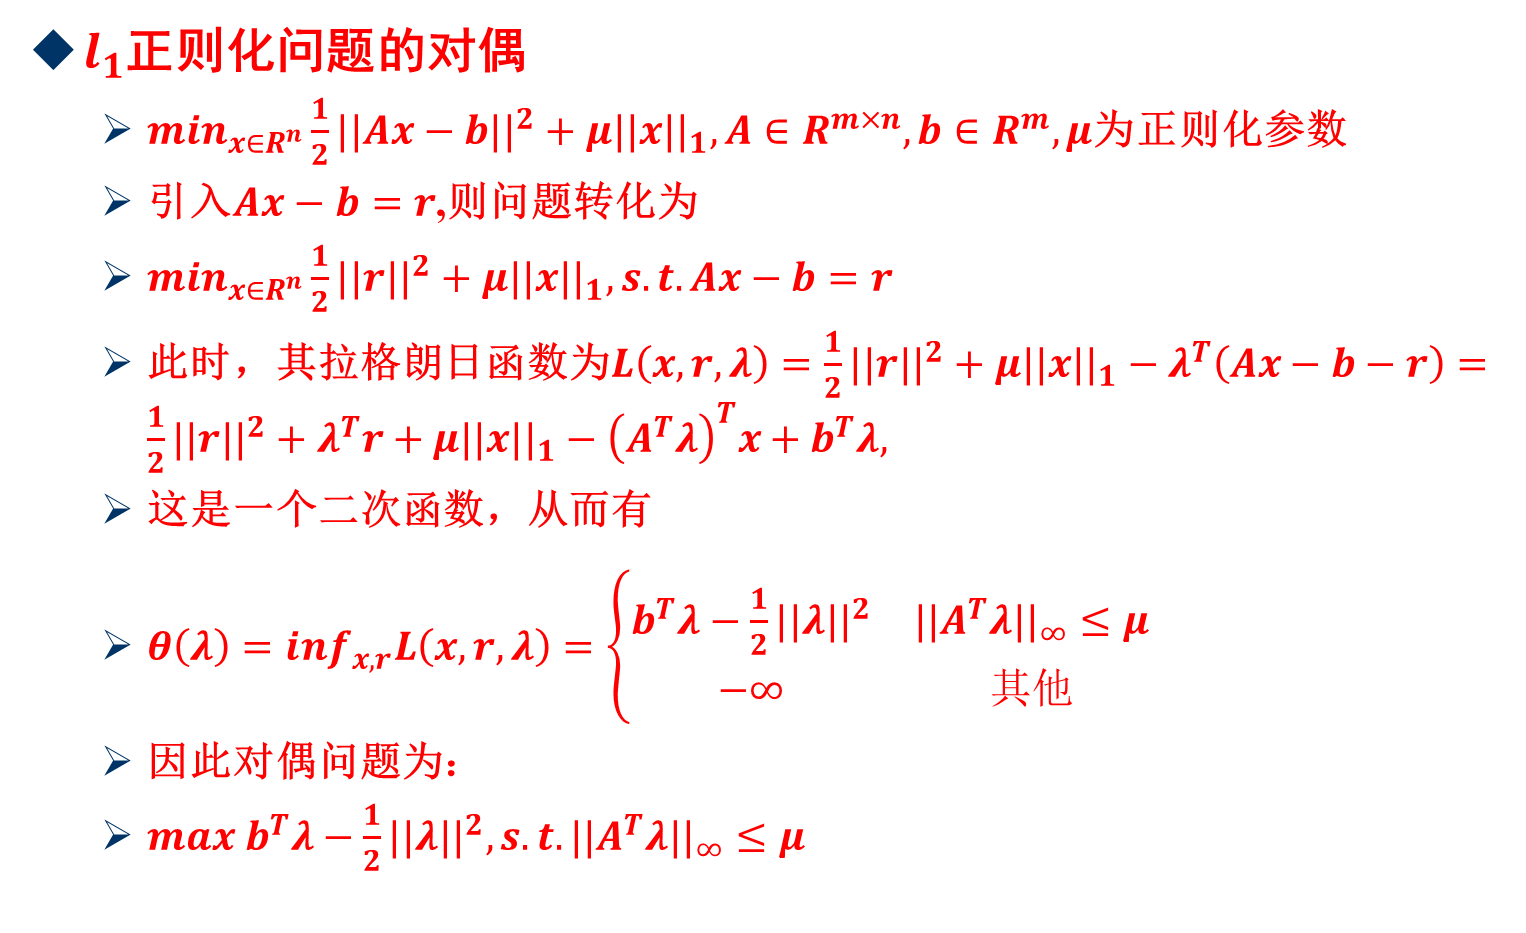 l₁正则化问题的对偶
min_{x∈Rⁿ} 1/2 ||Ax − b||² + μ||x||₁, A ∈ R^{m×n}, b ∈ R^m, μ为正则化参数
引入Ax − b = r,则问题转化为
min_{x∈Rⁿ} 1/2 ||r||² + μ||x||₁, s.t. Ax − b = r
此时，其拉格朗日函数为L(x, r, λ) = 1/2 ||r||² + μ||x||₁ − λ^T(Ax − b − r) =
1/2 ||r||² + λ^T r + μ||x||₁ − (A^T λ)^T x + b^T λ,
这是一个二次函数，从而有
θ(λ) = inf_{x,r} L(x, r, λ) = { b^T λ − 1/2 ||λ||² ||A^T λ||_∞ ≤ μ
−∞ 其他
因此对偶问题为：
max b^T λ − 1/2 ||λ||², s.t. ||A^T λ||_∞ ≤ μ